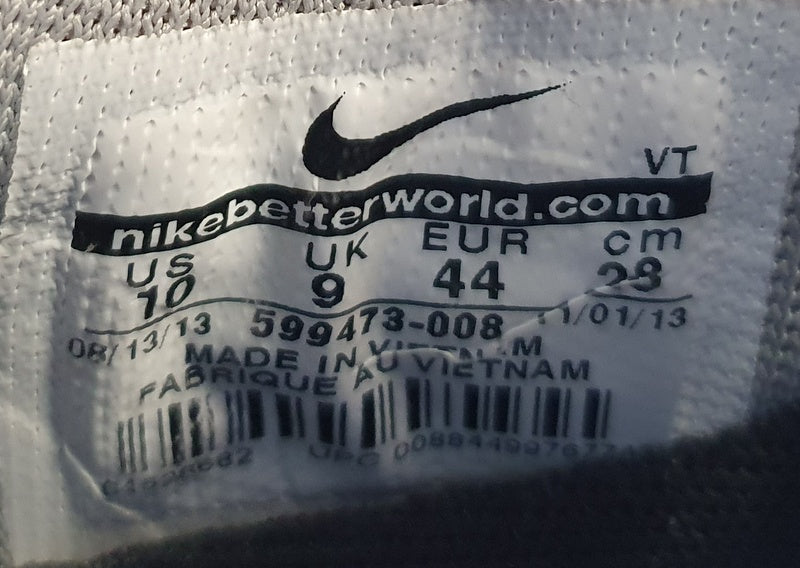 VT
nikebetterworld.com
US UK EUR cm
10 9 44 28
08/13/13 599473-008 11/01/13
MADE IN VIETNAM
FABRIQUE AU VIETNAM
UPC